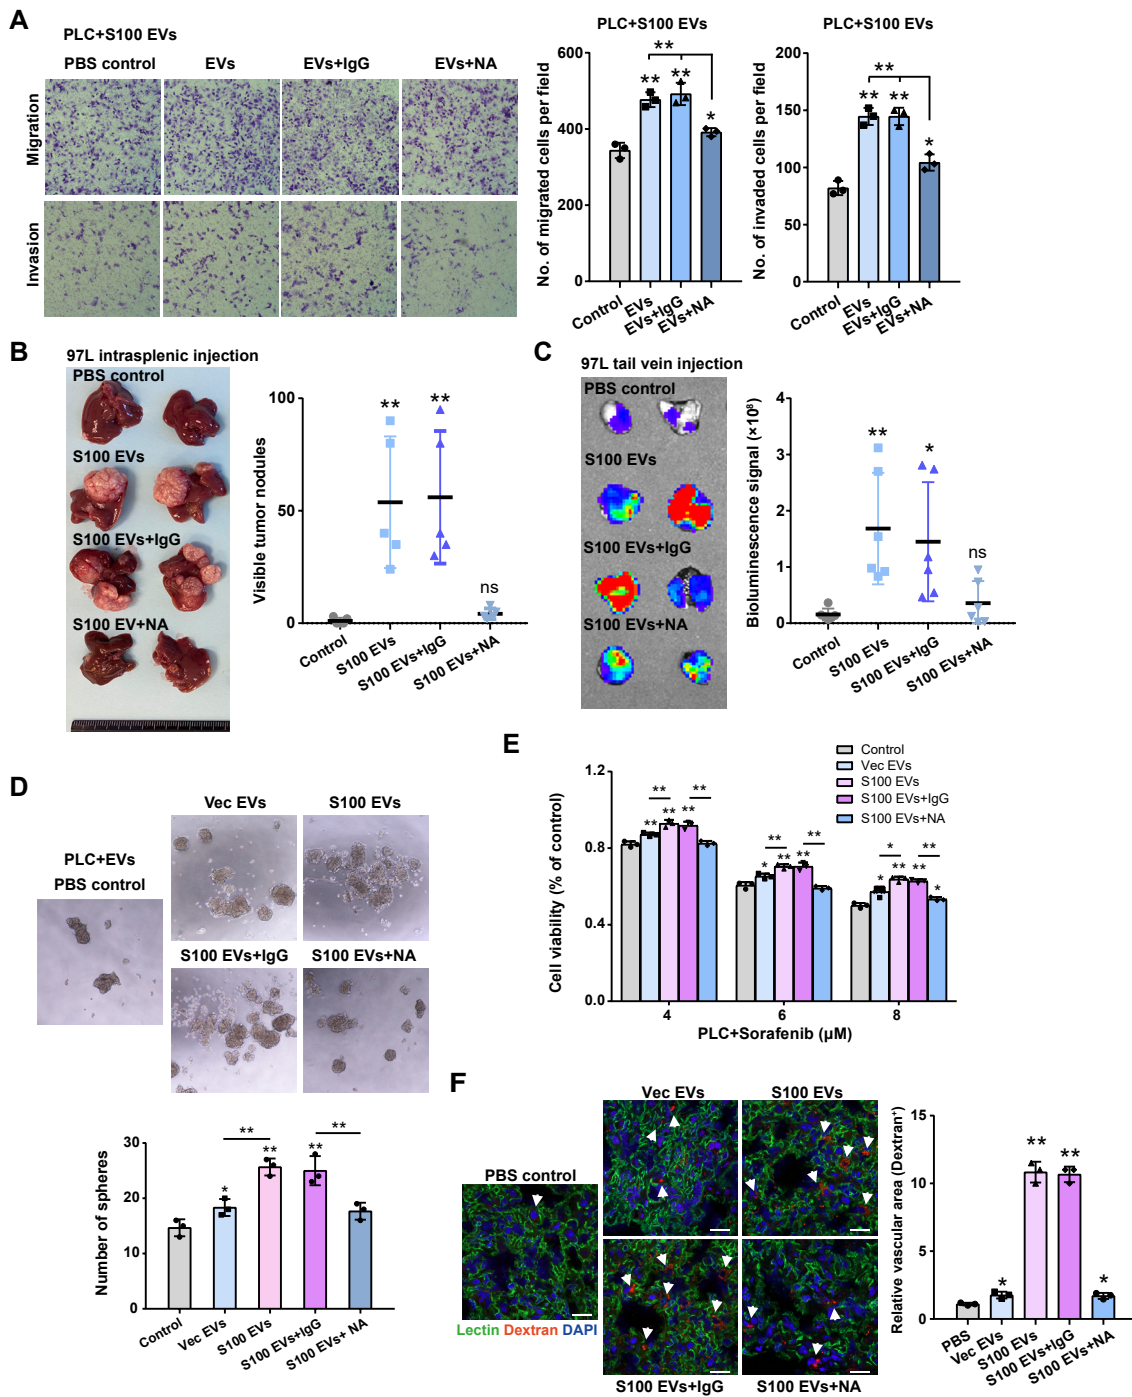 A
PLC+S100 EVs
PBS control
EVs
EVs+IgG
EVs+NA
Migration
Invasion
PLC+S100 EVs
No. of migrated cells per field
600
400
200
0
**
**
**
*
Control
EVs
EVs+IgG
EVs+NA
PLC+S100 EVs
No. of invaded cells per field
200
150
100
50
0
**
**
**
*
Control
EVs
EVs+IgG
EVs+NA
B
97L intrasplenic injection
PBS control
S100 EVs
S100 EVs+IgG
S100 EV+NA
Visible tumor nodules
100
50
0
**
**
ns
Control
S100 EVs
S100 EVs+IgG
S100 EVs+NA
C
97L tail vein injection
PBS control
S100 EVs
S100 EVs+IgG
S100 EVs+NA
Bioluminescence signal (×10⁸)
4
3
2
1
0
**
*
ns
Control
S100 EVs
S100 EVs+IgG
S100 EVs+NA
D
PLC+EVs
PBS control
Vec EVs
S100 EVs
S100 EVs+IgG
S100 EVs+NA
Number of spheres
30
20
10
0
**
**
*
**
**
Control
Vec EVs
S100 EVs
S100 EVs+IgG
S100 EVs+ NA
E
Control
Vec EVs
S100 EVs
S100 EVs+IgG
S100 EVs+NA
Cell viability (% of control)
1.2
0.8
0.4
0.0
** **
** ** **
** **
* ** **
* **
* ** ** *
4
6
8
PLC+Sorafenib (µM)
F
PBS control
Vec EVs
S100 EVs
S100 EVs+IgG
S100 EVs+NA
Lectin Dextran DAPI
Relative vascular area (Dextran⁺)
15
10
5
0
*
**
**
*
PBS
Vec EVs
S100 EVs
S100 EVs+IgG
S100 EVs+NA